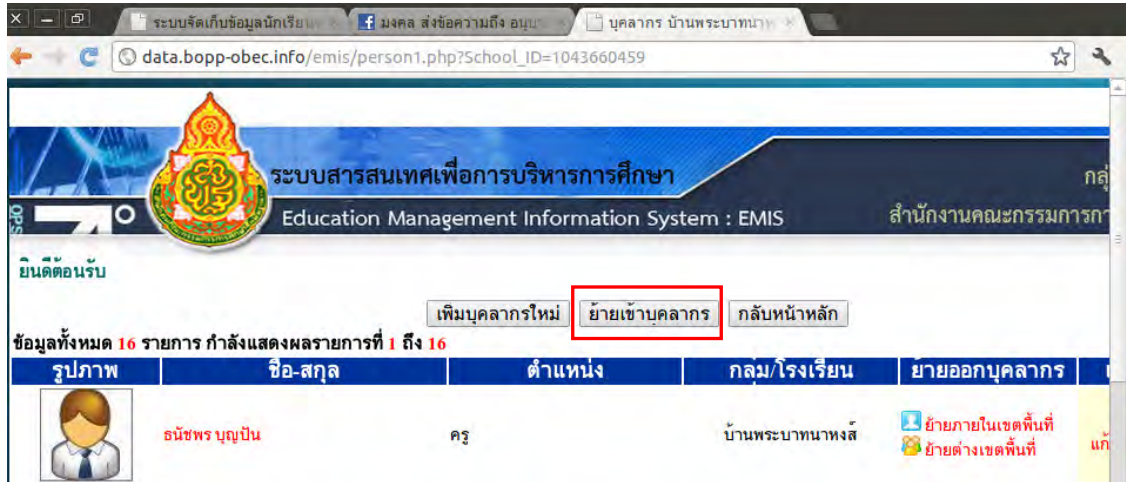 ระบบจัดเก็บข้อมูลนักเรียน
มงคล ส่งข้อความถึง
บุคลากร บ้านพระบาทนา
data.bopp-obec.info/emis/person1.php?School_ID=1043660459
ระบบสารสนเทศเพื่อการบริหารการศึกษา
Education Management Information System : EMIS
สำนักงานคณะกรรมการกา
ยินดีต้อนรับ
เพิ่มบุคลากรใหม่ ย้ายเข้าบุคลากร กลับหน้าหลัก
ข้อมูลทั้งหมด 16 รายการ กำลังแสดงผลรายการที่ 1 ถึง 16
รูปภาพ ชื่อ-สกุล ตำแหน่ง กลุ่ม/โรงเรียน ย้ายออกบุคลากร
ธนัชพร บุญปัน ครู บ้านพระบาทนาหงส์ ย้ายภายในเขตพื้นที่
ย้ายต่างเขตพื้นที่